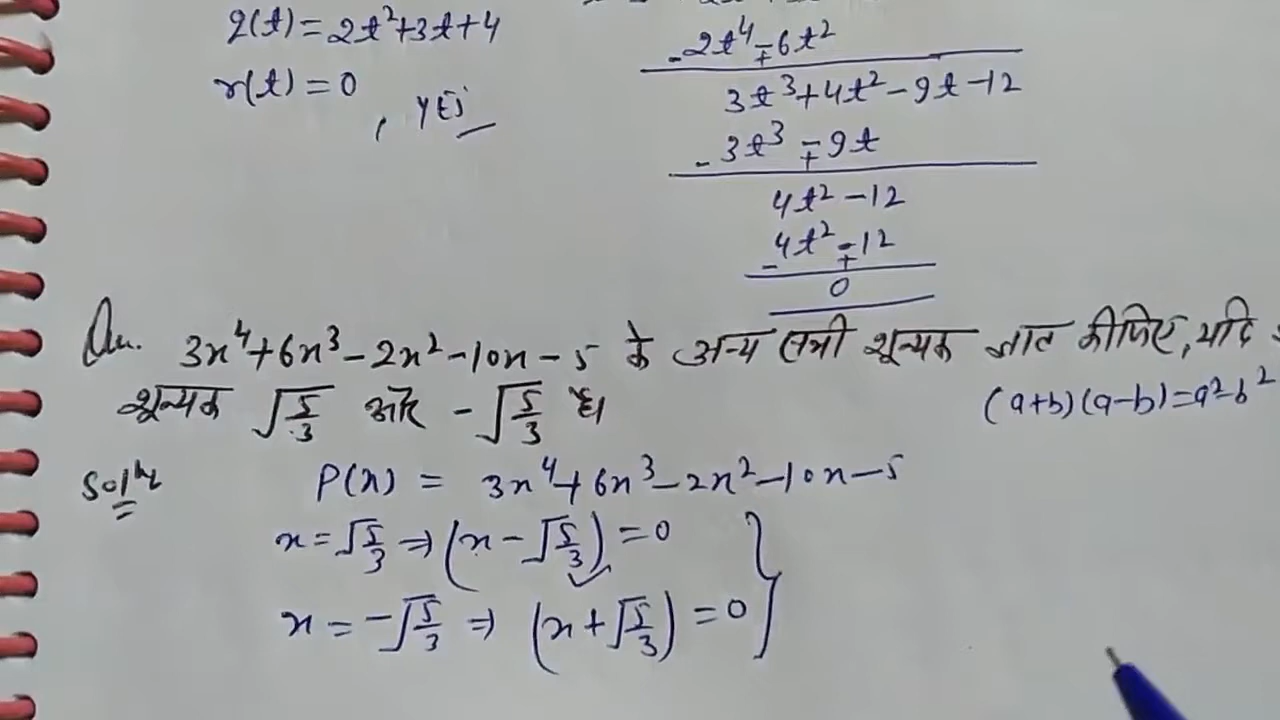 q(t) = 2t²+3t+4
r(t) = 0
, YES
- 2t⁴ ∓ 6t²
3t³+4t²-9t-12
- 3t³ ∓ 9t
4t²-12
- 4t² ∓ 12
0
Qu. 3x⁴+6x³-2x²-10x-5 के अन्य सभी शून्यक ज्ञात कीजिए, यदि
शून्यक √5/3 और -√5/3 है।
(a+b)(a-b)=a²-b²
Solⁿ
P(x) = 3x⁴+6x³-2x²-10x-5
x=√5/3 ⇒ (x-√5/3)=0
x=-√5/3 ⇒ (x+√5/3)=0